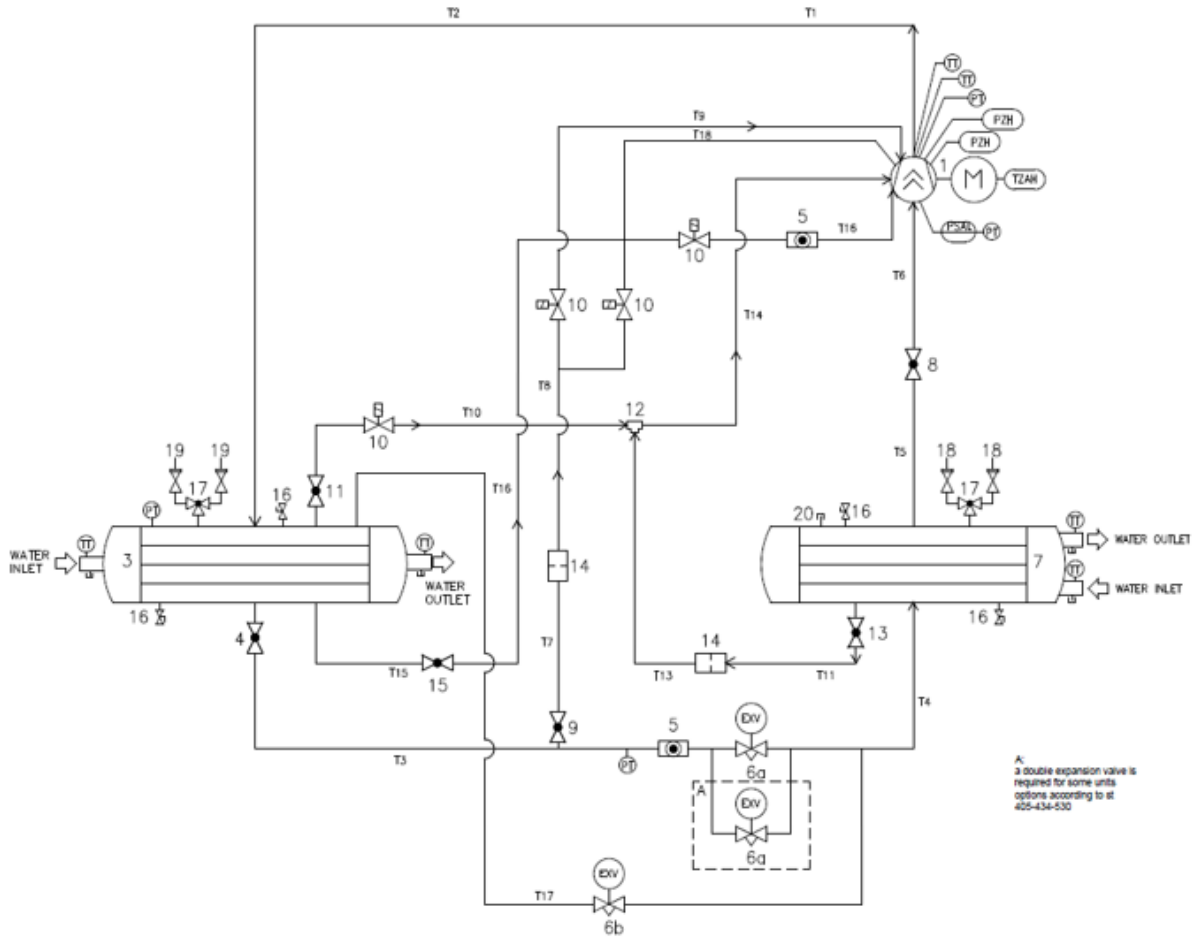 T2
T1
TT
TT
PT
T9
PZH
T18
PZH
1
M
TZAH
5
T16
PSAL
PT
10
T6
10
10
T14
8
T8
12
T10
10
T5
19
19
18
18
17
16
11
T16
17
PT
20
16
TT
TT
TT
WATER
INLET
3
14
7
WATER OUTLET
WATER
OUTLET
TT
WATER INLET
16
16
4
13
14
T7
T15
15
T13
T11
T4
9
5
EXV
T3
PT
6a
A
EXV
6a
A:
a double expansion valve is
required for some units
options according to st
405-434-530
EXV
T17
6b